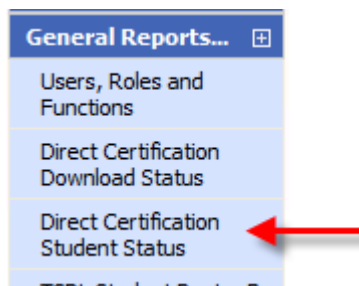 General Reports...
Users, Roles and
Functions
Direct Certification
Download Status
Direct Certification
Student Status